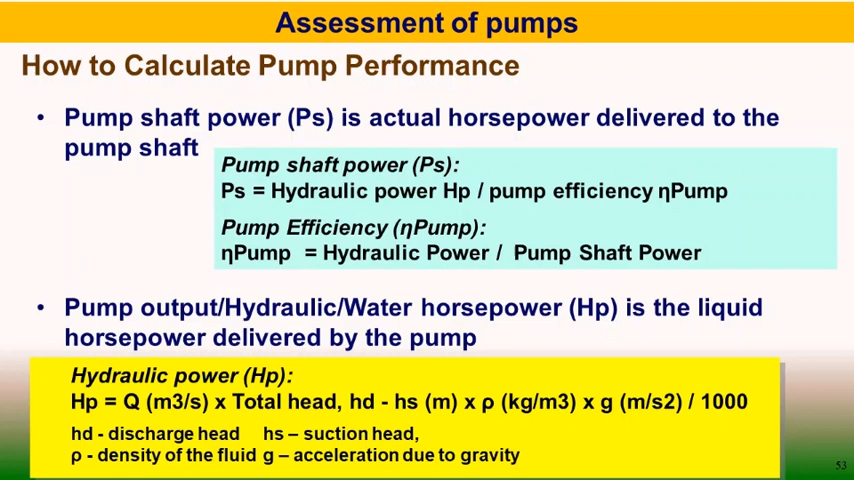 Assessment of pumps
How to Calculate Pump Performance
• Pump shaft power (Ps) is actual horsepower delivered to the
pump shaft
Pump shaft power (Ps):
Ps = Hydraulic power Hp / pump efficiency ηPump
Pump Efficiency (ηPump):
ηPump = Hydraulic Power / Pump Shaft Power
• Pump output/Hydraulic/Water horsepower (Hp) is the liquid
horsepower delivered by the pump
Hydraulic power (Hp):
Hp = Q (m3/s) x Total head, hd - hs (m) x ρ (kg/m3) x g (m/s2) / 1000
hd - discharge head hs – suction head,
ρ - density of the fluid g – acceleration due to gravity
53